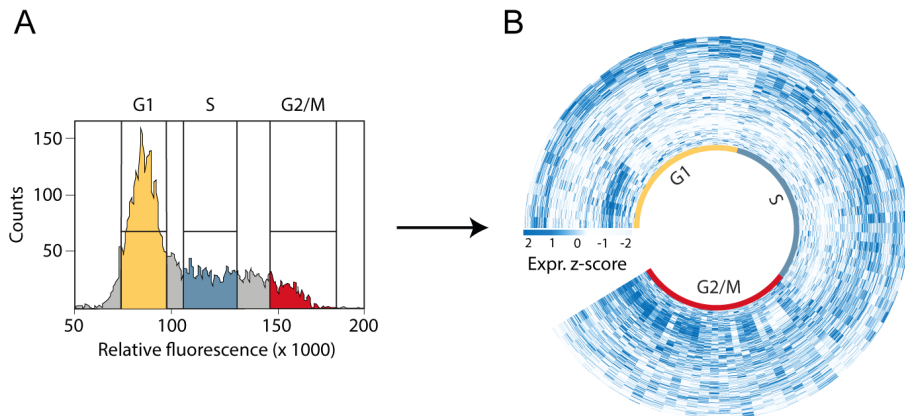 A
B
G1 S G2/M
150
100
50
Counts
50 100 150 200
Relative fluorescence (x 1000)
G1
S
G2/M
2 1 0 -1 -2
Expr. z-score